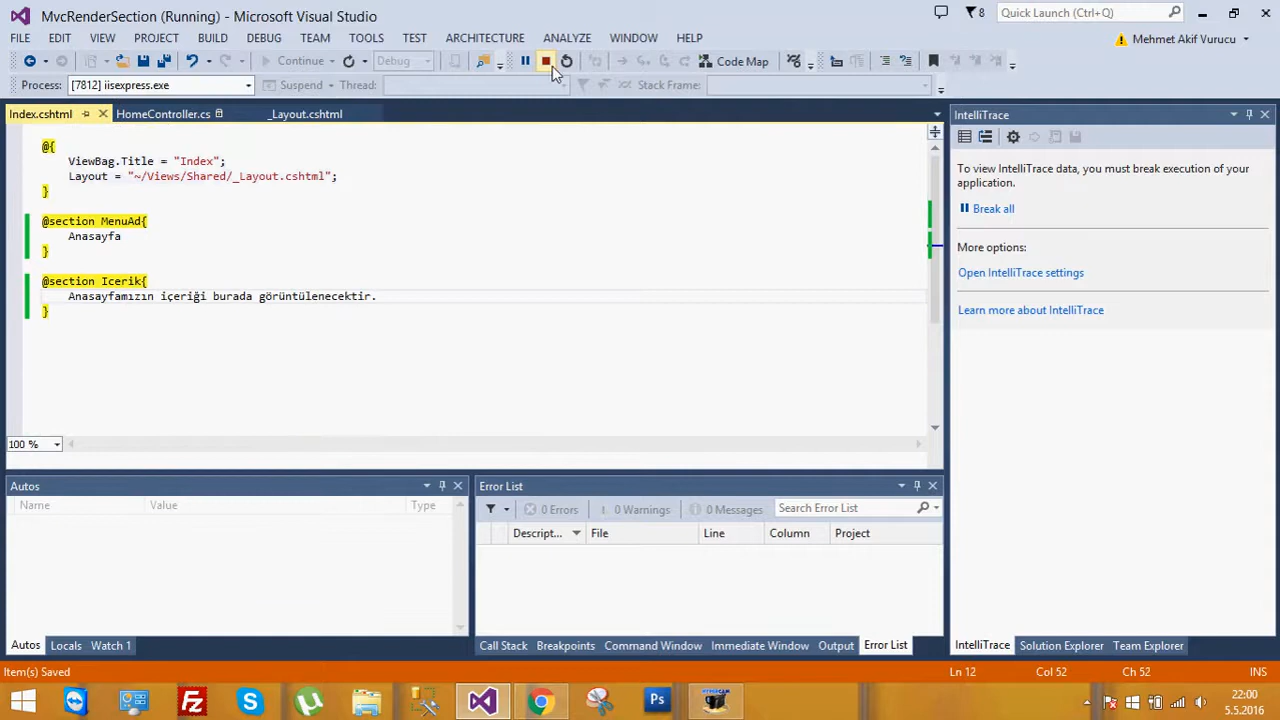 MvcRenderSection (Running) - Microsoft Visual Studio
8
Quick Launch (Ctrl+Q)
FILE EDIT VIEW PROJECT BUILD DEBUG TEAM TOOLS TEST ARCHITECTURE ANALYZE WINDOW HELP
Mehmet Akif Vurucu
Continue Debug Code Map
Process: [7812] iisexpress.exe Suspend Thread: Stack Frame:
Index.cshtml HomeController.cs _Layout.cshtml
IntelliTrace
@{
ViewBag.Title = "Index";
Layout = "~/Views/Shared/_Layout.cshtml";
}
@section MenuAd{
Anasayfa
}
@section Icerik{
Anasayfamızın içeriği burada görüntülenecektir.
}
100 %
To view IntelliTrace data, you must break execution of your
application.
Break all
More options:
Open IntelliTrace settings
Learn more about IntelliTrace
Autos
Name Value Type
Error List
0 Errors 0 Warnings 0 Messages Search Error List
Descript... File Line Column Project
Autos Locals Watch 1
Call Stack Breakpoints Command Window Immediate Window Output Error List
IntelliTrace Solution Explorer Team Explorer
Item(s) Saved Ln 12 Col 52 Ch 52 INS
Ps
22:00
5.5.2016